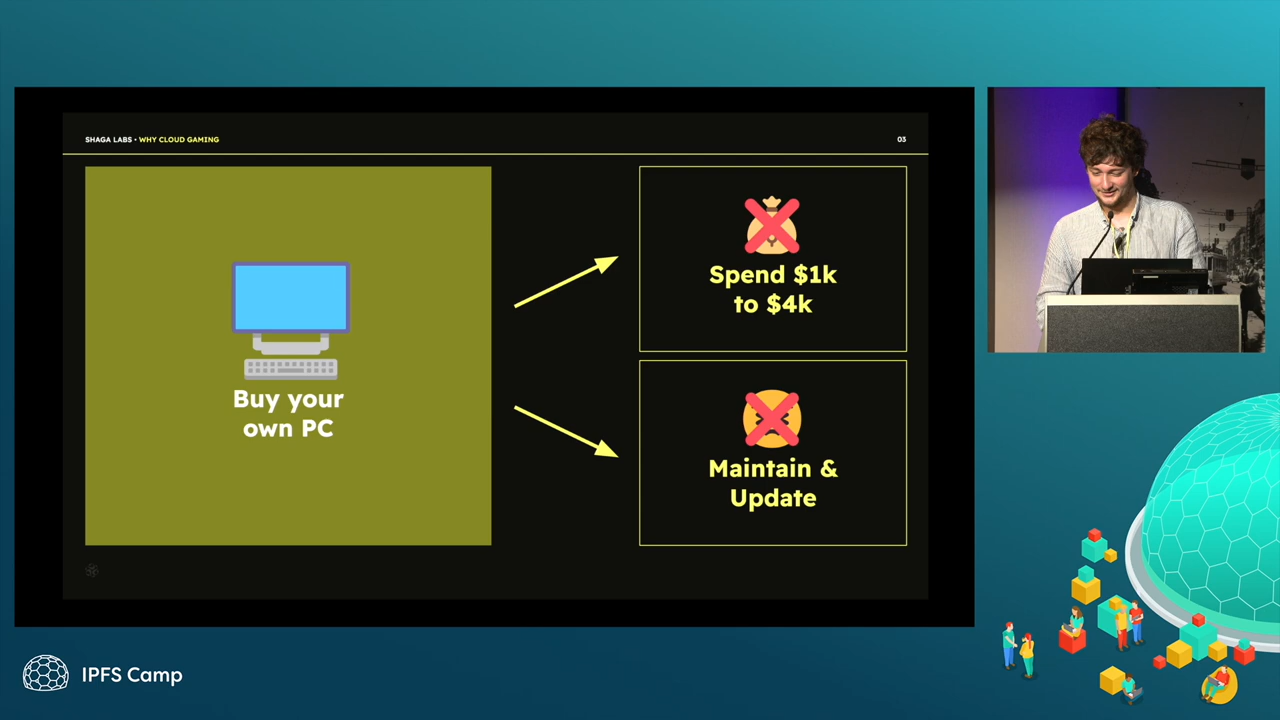 SHAGA LABS • WHY CLOUD GAMING
03
Buy your
own PC
Spend $1k
to $4k
Maintain &
Update
IPFS Camp